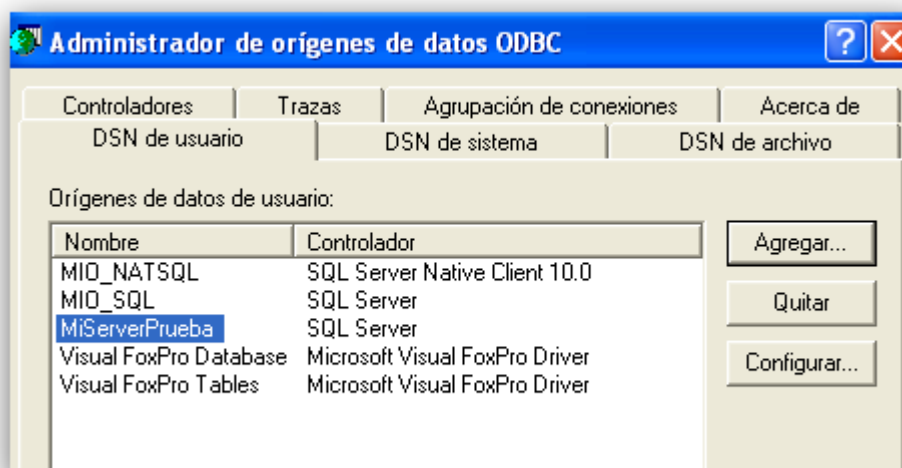 Administrador de orígenes de datos ODBC
Controladores Trazas Agrupación de conexiones Acerca de
DSN de usuario DSN de sistema DSN de archivo
Orígenes de datos de usuario:
Nombre Controlador Agregar...
MIO_NATSQL SQL Server Native Client 10.0
MIO_SQL SQL Server Quitar
MiServerPrueba SQL Server
Visual FoxPro Database Microsoft Visual FoxPro Driver Configurar...
Visual FoxPro Tables Microsoft Visual FoxPro Driver